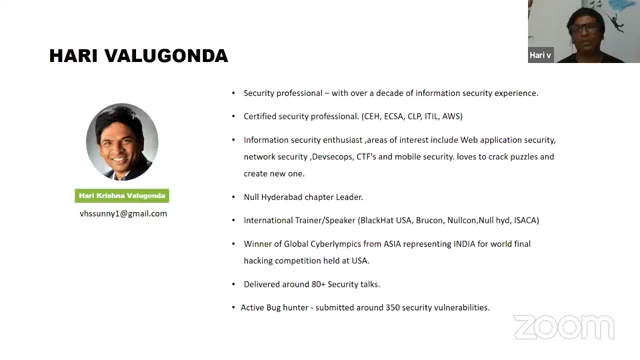 HARI VALUGONDA
Hari v
• Security professional – with over a decade of information security experience.
• Certified security professional. (CEH, ECSA, CLP, ITIL, AWS)
• Information security enthusiast ,areas of interest include Web application security,
network security ,Devsecops, CTF's and mobile security. loves to crack puzzles and
create new one.
• Null Hyderabad chapter Leader.
• International Trainer/Speaker (BlackHat USA, Brucon, Nullcon,Null hyd, ISACA)
• Winner of Global Cyberlympics from ASIA representing INDIA for world final
hacking competition held at USA.
• Delivered around 80+ Security talks.
• Active Bug hunter - submitted around 350 security vulnerabilities.
Hari Krishna Valugonda
vhssunny1@gmail.com
zoom